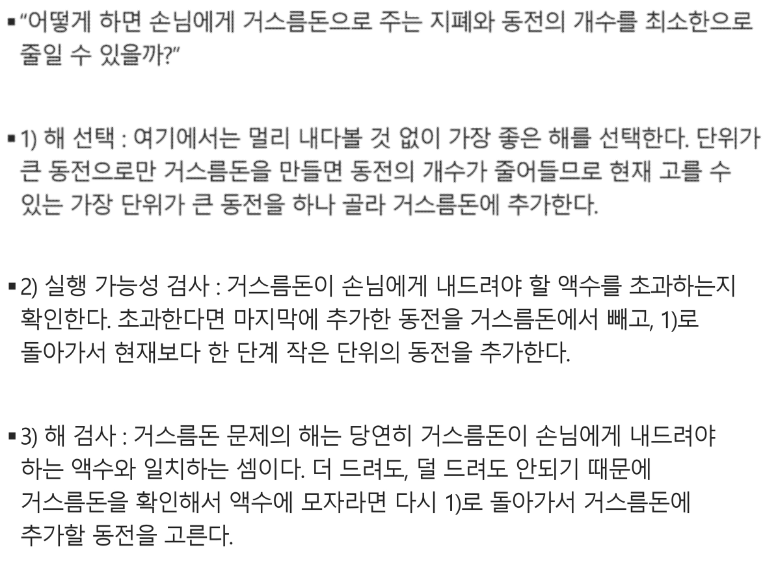 ▪“어떻게 하면 손님에게 거스름돈으로 주는 지폐와 동전의 개수를 최소한으로
줄일 수 있을까?”
▪1) 해 선택 : 여기에서는 멀리 내다볼 것 없이 가장 좋은 해를 선택한다. 단위가
큰 동전으로만 거스름돈을 만들면 동전의 개수가 줄어들므로 현재 고를 수
있는 가장 단위가 큰 동전을 하나 골라 거스름돈에 추가한다.
▪2) 실행 가능성 검사 : 거스름돈이 손님에게 내드려야 할 액수를 초과하는지
확인한다. 초과한다면 마지막에 추가한 동전을 거스름돈에서 빼고, 1)로
돌아가서 현재보다 한 단계 작은 단위의 동전을 추가한다.
▪3) 해 검사 : 거스름돈 문제의 해는 당연히 거스름돈이 손님에게 내드려야
하는 액수와 일치하는 셈이다. 더 드려도, 덜 드려도 안되기 때문에
거스름돈을 확인해서 액수에 모자라면 다시 1)로 돌아가서 거스름돈에
추가할 동전을 고른다.